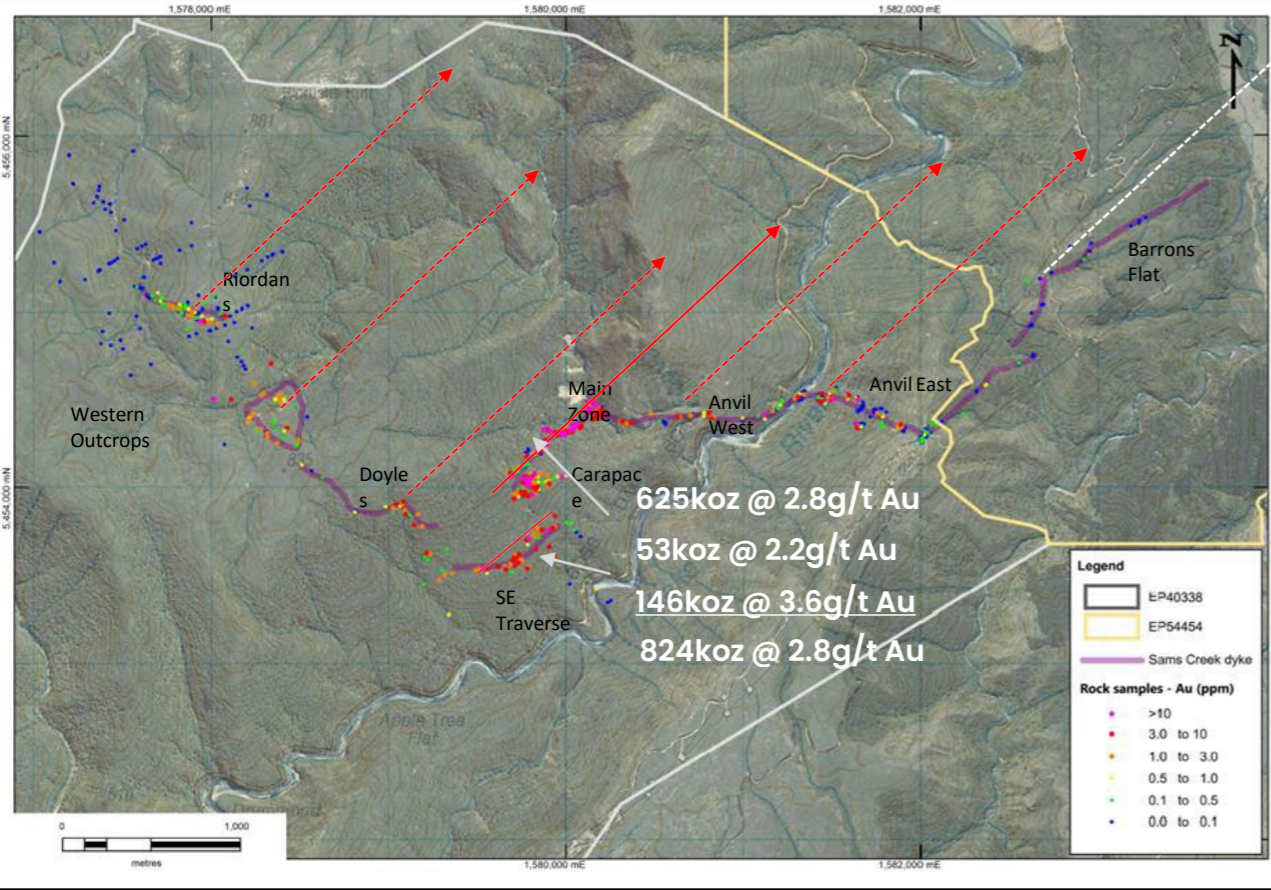 1,578,000 mE
1,580,000 mE
1,582,000 mE
N
5,456,000 mN
881
Riordan
s
Barrons
Flat
Main
Zone
Anvil
West
Anvil East
Western
Outcrops
835
Doyle
s
Carapac
e
5,454,000 mN
625koz @ 2.8g/t Au
53koz @ 2.2g/t Au
146koz @ 3.6g/t Au
824koz @ 2.8g/t Au
SE
Traverse
Apple Tree
Flat
Legend
EP40338
EP54454
Sams Creek dyke
Rock samples - Au (ppm)
>10
3.0 to 10
1.0 to 3.0
0.5 to 1.0
0.1 to 0.5
0.0 to 0.1
0
1,000
metres
1,580,000 mE
1,582,000 mE